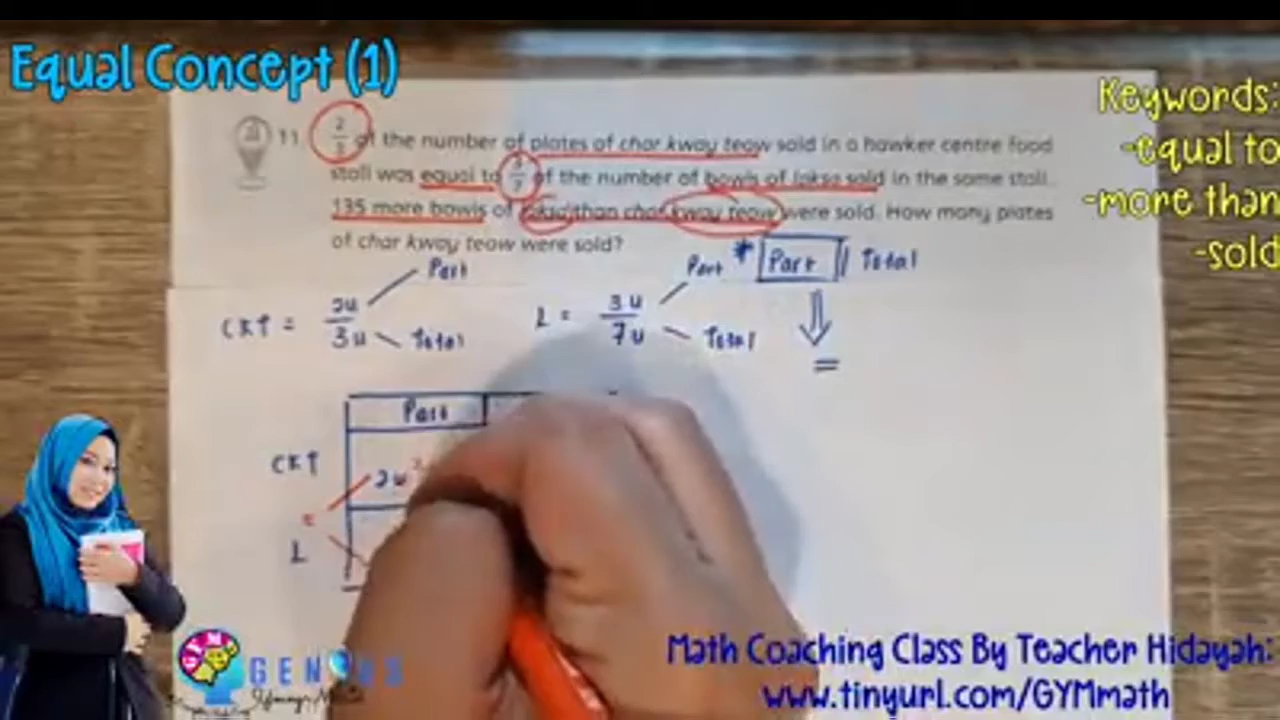 Equal Concept (1)
Keywords:
-equal to
-more than
-sold
11 2/3 of the number of plates of char kway teow sold in a hawker centre food
stall was equal to 3/7 of the number of bowls of laksa sold in the same stall.
135 more bowls of laksa than char kway teow were sold. How many plates
of char kway teow were sold?
* Part Total
Part Part
CKT = 2u/3u L = 3u/7u
Total Total
=
Part
CKT
2u
=
L
GENIUS
Math Coaching Class By Teacher Hidayah:
www.tinyurl.com/GYMmath